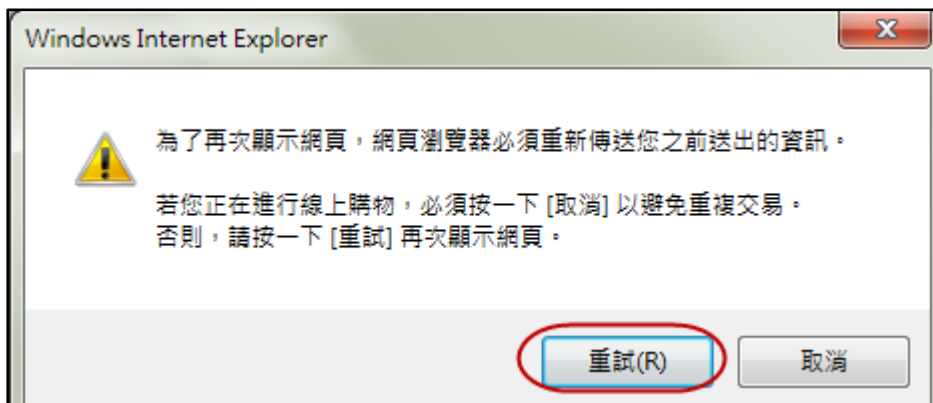 Windows Internet Explorer
為了再次顯示網頁，網頁瀏覽器必須重新傳送您之前送出的資訊。
若您正在進行線上購物，必須按一下 [取消] 以避免重複交易。
否則，請按一下 [重試] 再次顯示網頁。
重試(R) 取消